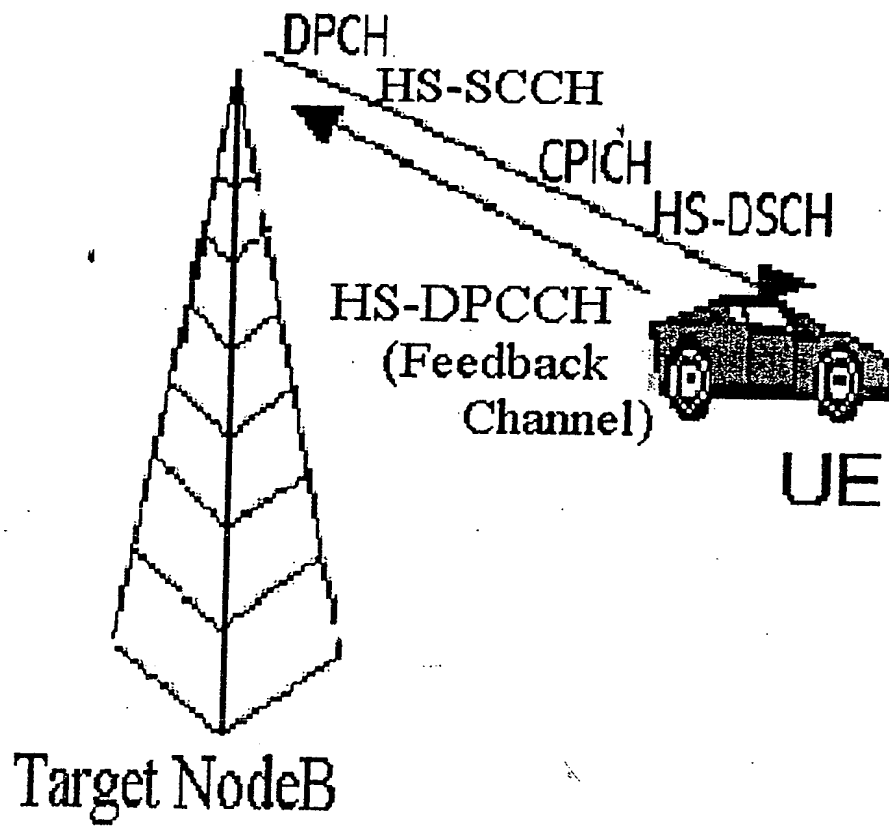 DPCH
HS-SCCH
CPICH
HS-DSCH
HS-DPCCH
(Feedback
Channel)
UE
Target NodeB